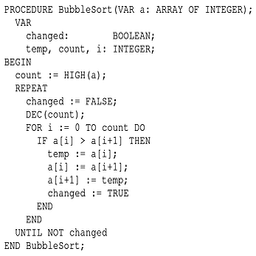 PROCEDURE BubbleSort(VAR a: ARRAY OF INTEGER);
  VAR
    changed:        BOOLEAN;
    temp, count, i: INTEGER;
BEGIN
  count := HIGH(a);
  REPEAT
    changed := FALSE;
    DEC(count);
    FOR i := 0 TO count DO
      IF a[i] > a[i+1] THEN
        temp := a[i];
        a[i] := a[i+1];
        a[i+1] := temp;
        changed := TRUE
      END
    END
  UNTIL NOT changed
END BubbleSort;